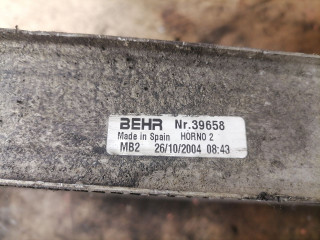 BEHR Nr.39658
Made in Spain HORNO 2
MB2 26/10/2004 08:43